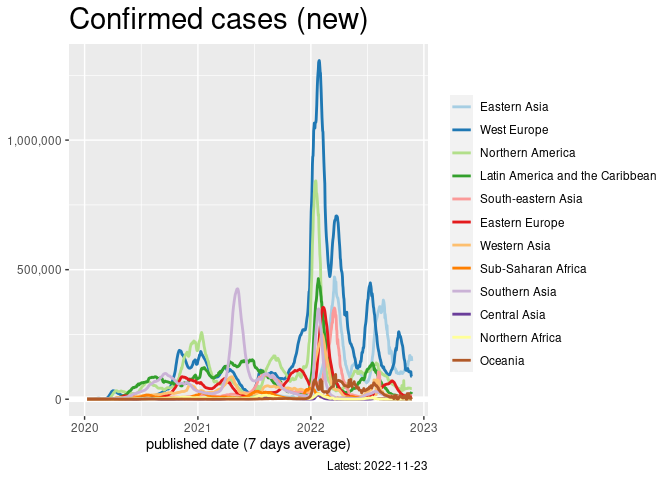 Confirmed cases (new)
1,000,000
500,000
0
2020
2021
2022
2023
published date (7 days average)
Latest: 2022-11-23
Eastern Asia
West Europe
Northern America
Latin America and the Caribbean
South-eastern Asia
Eastern Europe
Western Asia
Sub-Saharan Africa
Southern Asia
Central Asia
Northern Africa
Oceania